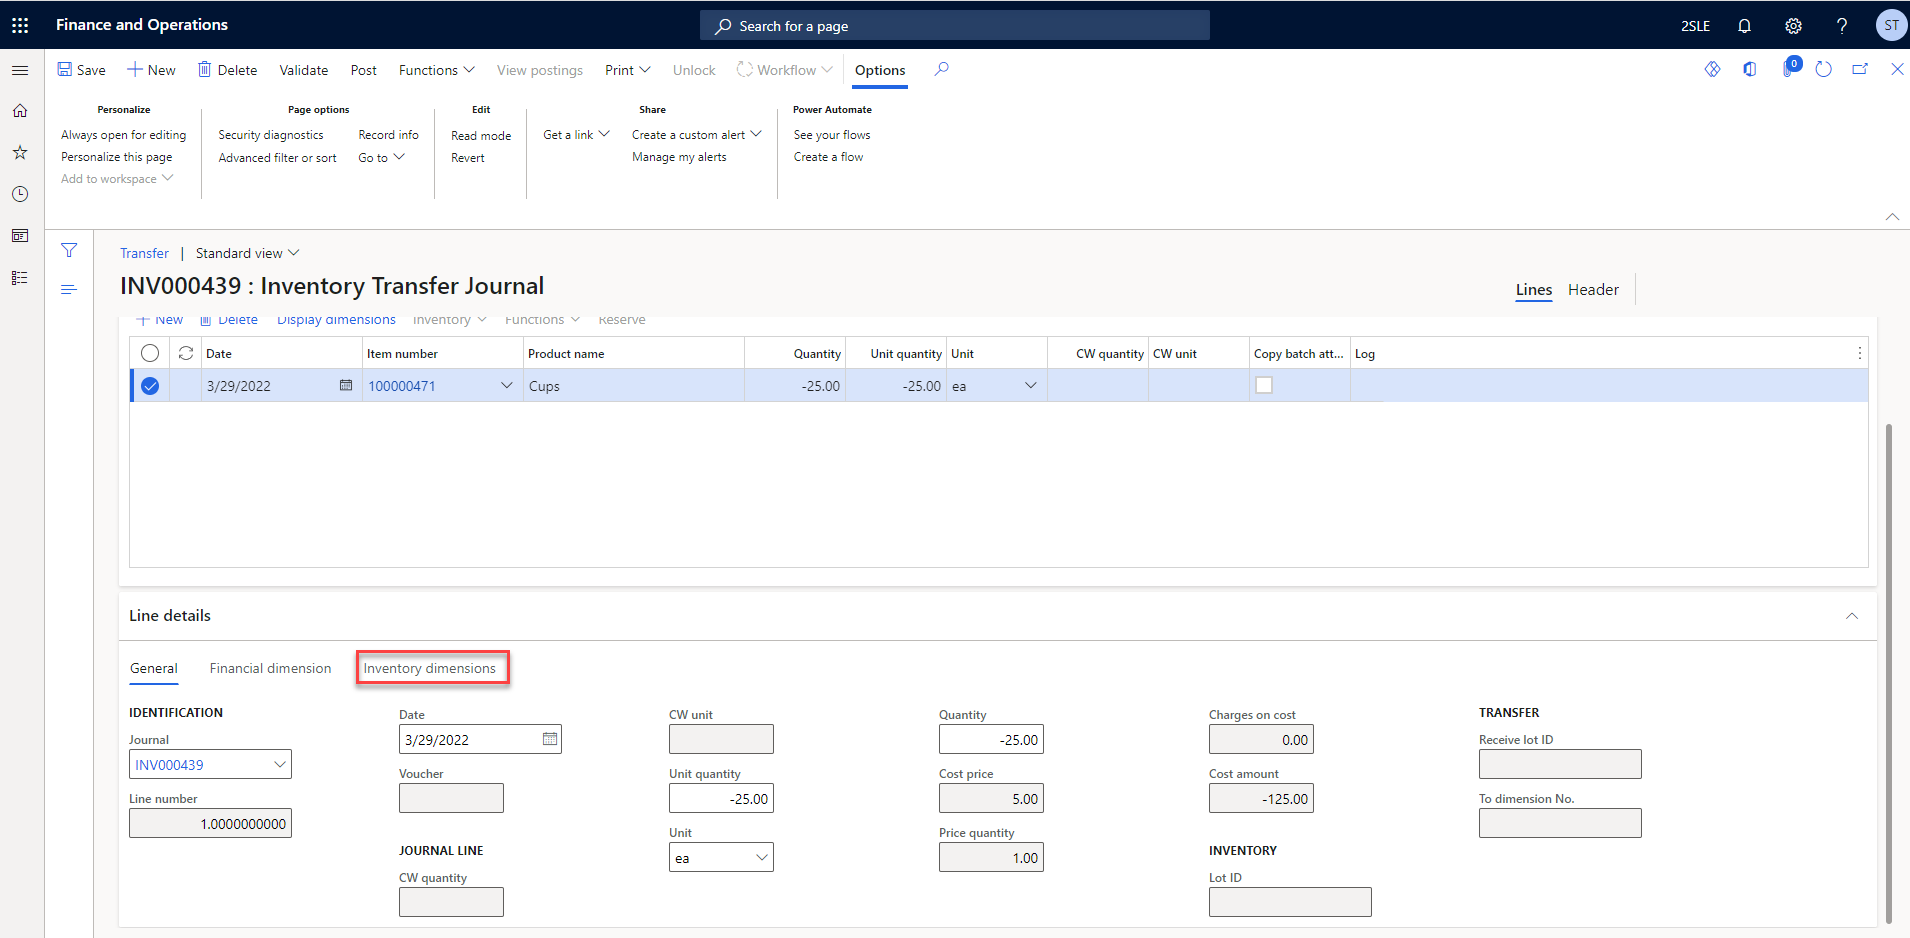 Finance and Operations
Search for a page
2SLE
?
ST
Save
New
Delete
Validate
Post
Functions
View postings
Print
Unlock
Workflow
Options
0
Personalize
Always open for editing
Personalize this page
Add to workspace
Page options
Security diagnostics
Advanced filter or sort
Record info
Go to
Edit
Read mode
Revert
Share
Get a link
Create a custom alert
Manage my alerts
Power Automate
See your flows
Create a flow
Transfer | Standard view
INV000439 : Inventory Transfer Journal
Lines
Header
New
Delete
Display dimensions
Inventory
Functions
Reserve
Date
Item number
Product name
Quantity
Unit quantity
Unit
CW quantity
CW unit
Copy batch att...
Log
3/29/2022
100000471
Cups
-25.00
-25.00
ea
Line details
General
Financial dimension
Inventory dimensions
IDENTIFICATION
Journal
INV000439
Line number
1.0000000000
Date
3/29/2022
Voucher
JOURNAL LINE
CW quantity
CW unit
Unit quantity
-25.00
Unit
ea
Quantity
-25.00
Cost price
5.00
Price quantity
1.00
Charges on cost
0.00
Cost amount
-125.00
INVENTORY
Lot ID
TRANSFER
Receive lot ID
To dimension No.